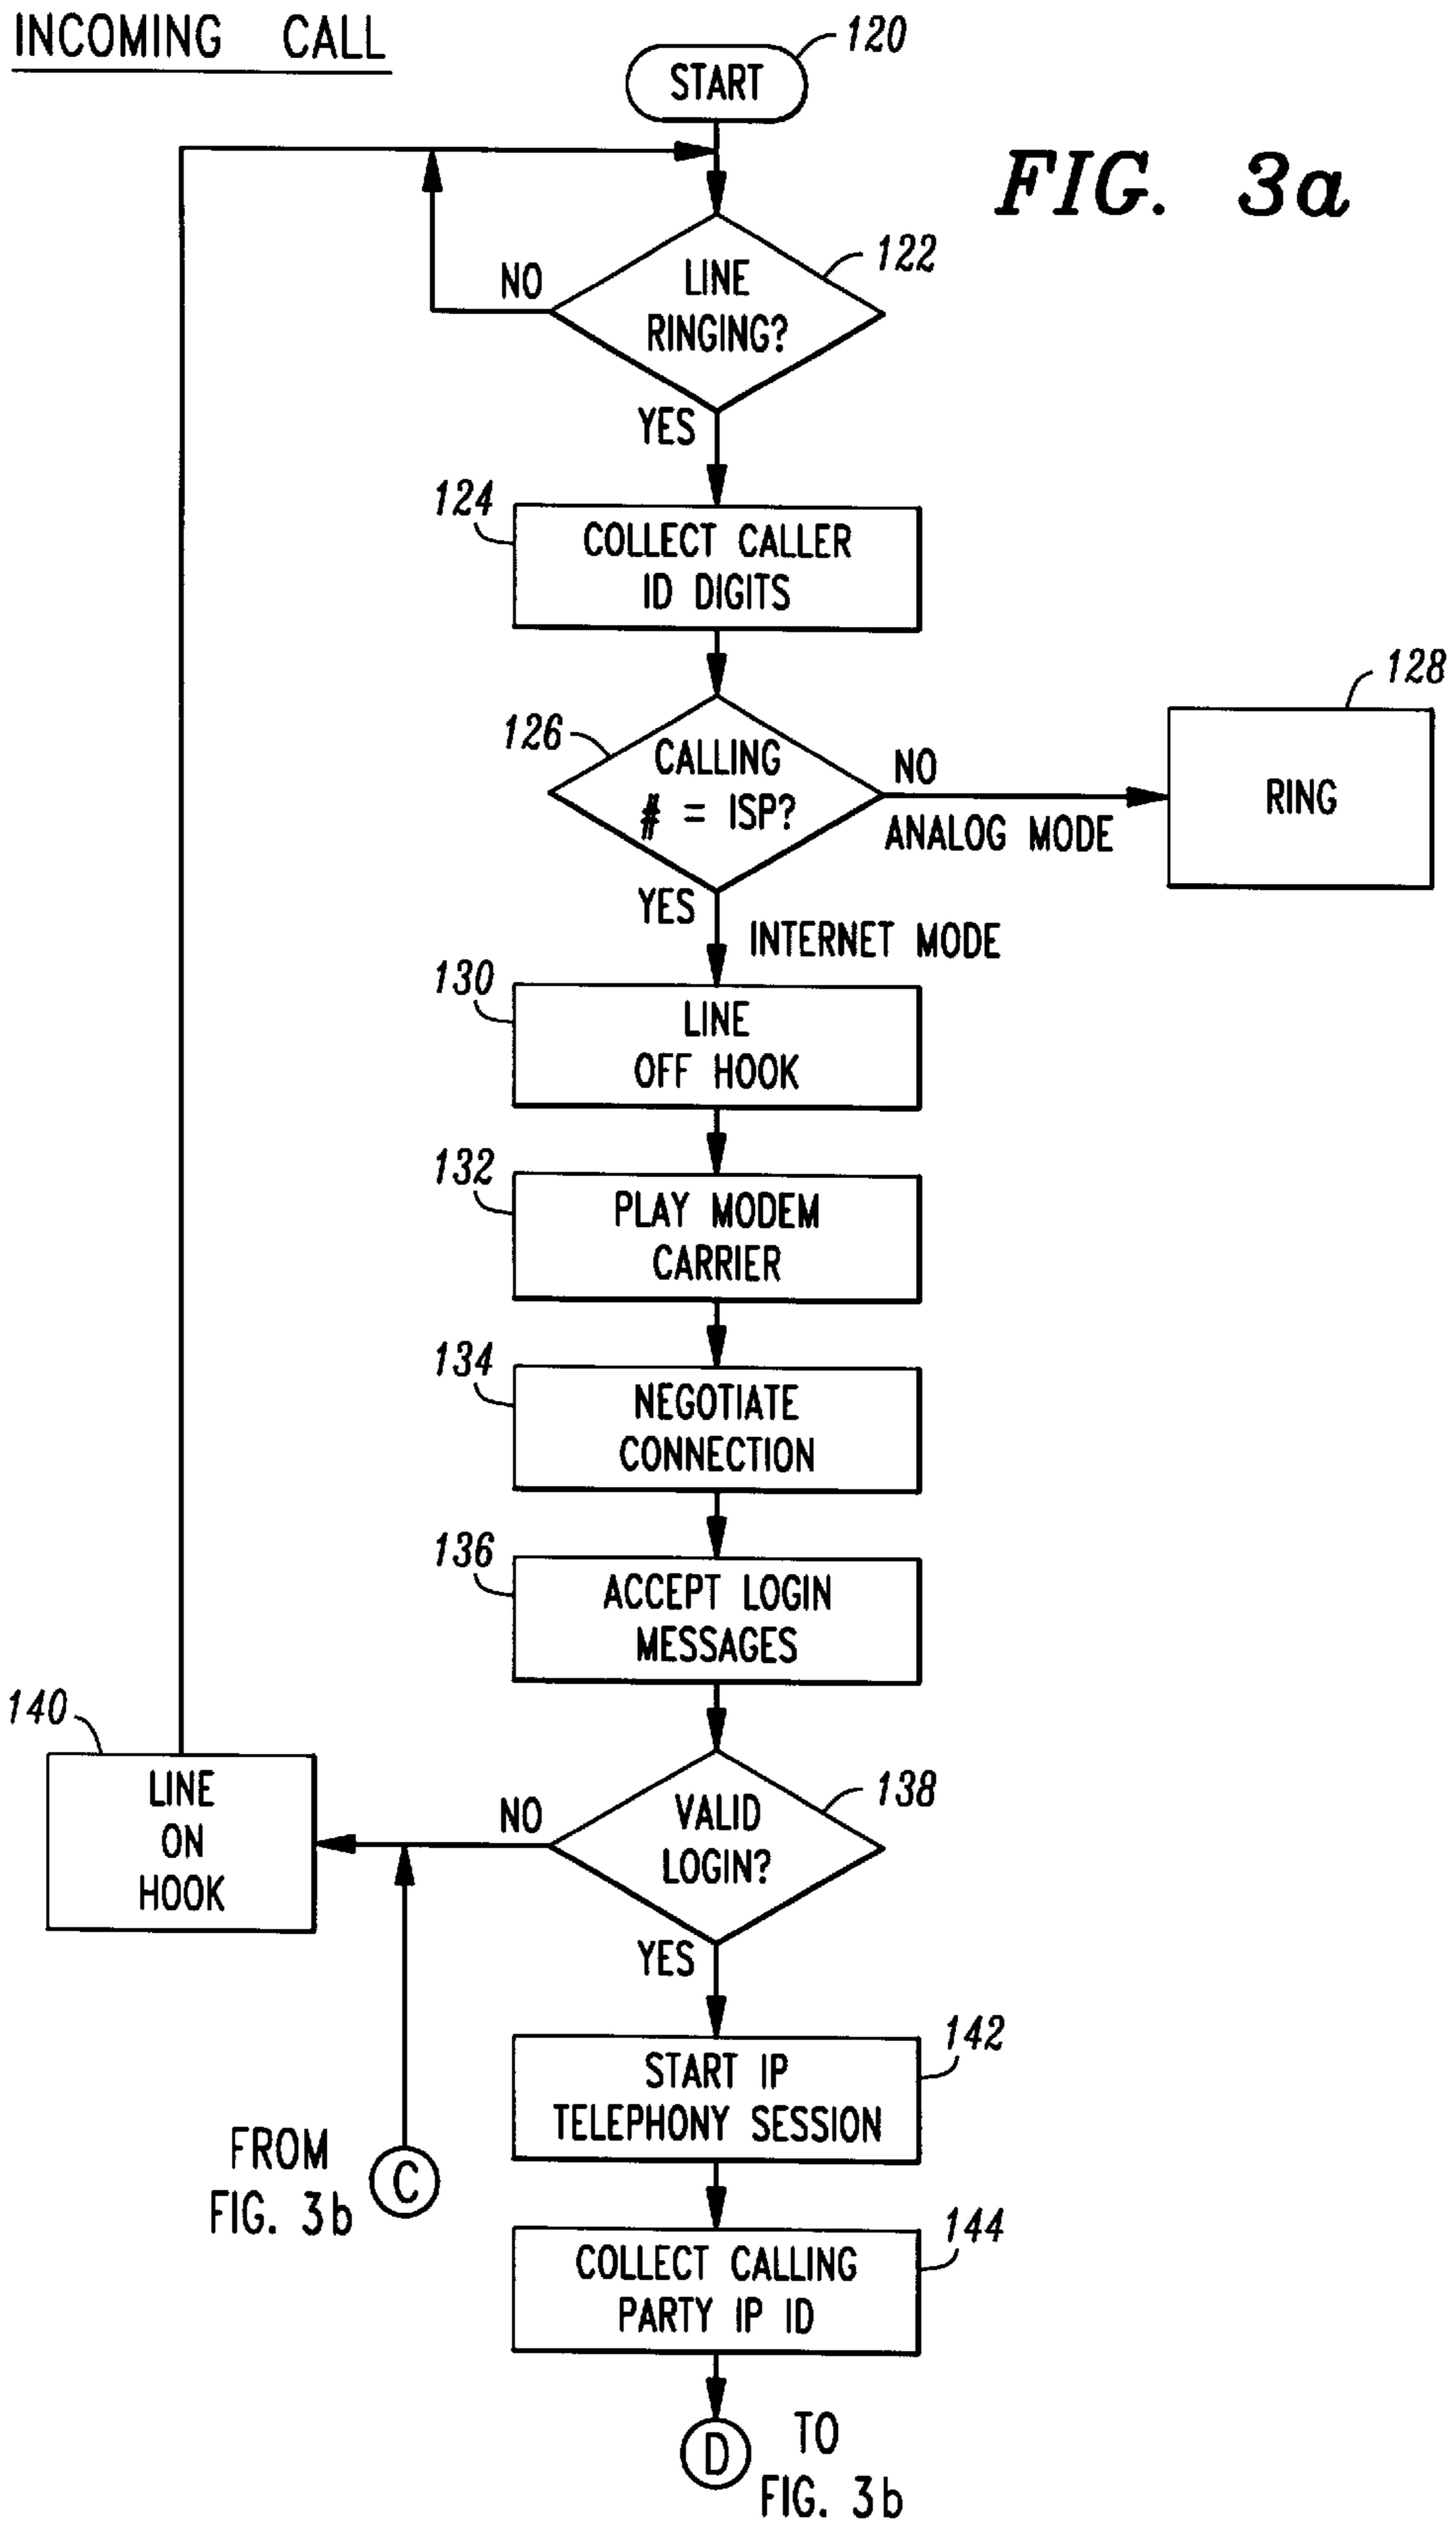 INCOMING CALL
120
START
FIG. 3a
122
NO
LINE
RINGING?
YES
124
COLLECT CALLER
ID DIGITS
128
126
CALLING
# = ISP?
NO
ANALOG MODE
RING
YES
INTERNET MODE
130
LINE
OFF HOOK
132
PLAY MODEM
CARRIER
134
NEGOTIATE
CONNECTION
136
ACCEPT LOGIN
MESSAGES
140
LINE
ON
HOOK
NO
138
VALID
LOGIN?
YES
142
START IP
TELEPHONY SESSION
FROM
FIG. 3b
C
144
COLLECT CALLING
PARTY IP ID
D
TO
FIG. 3b